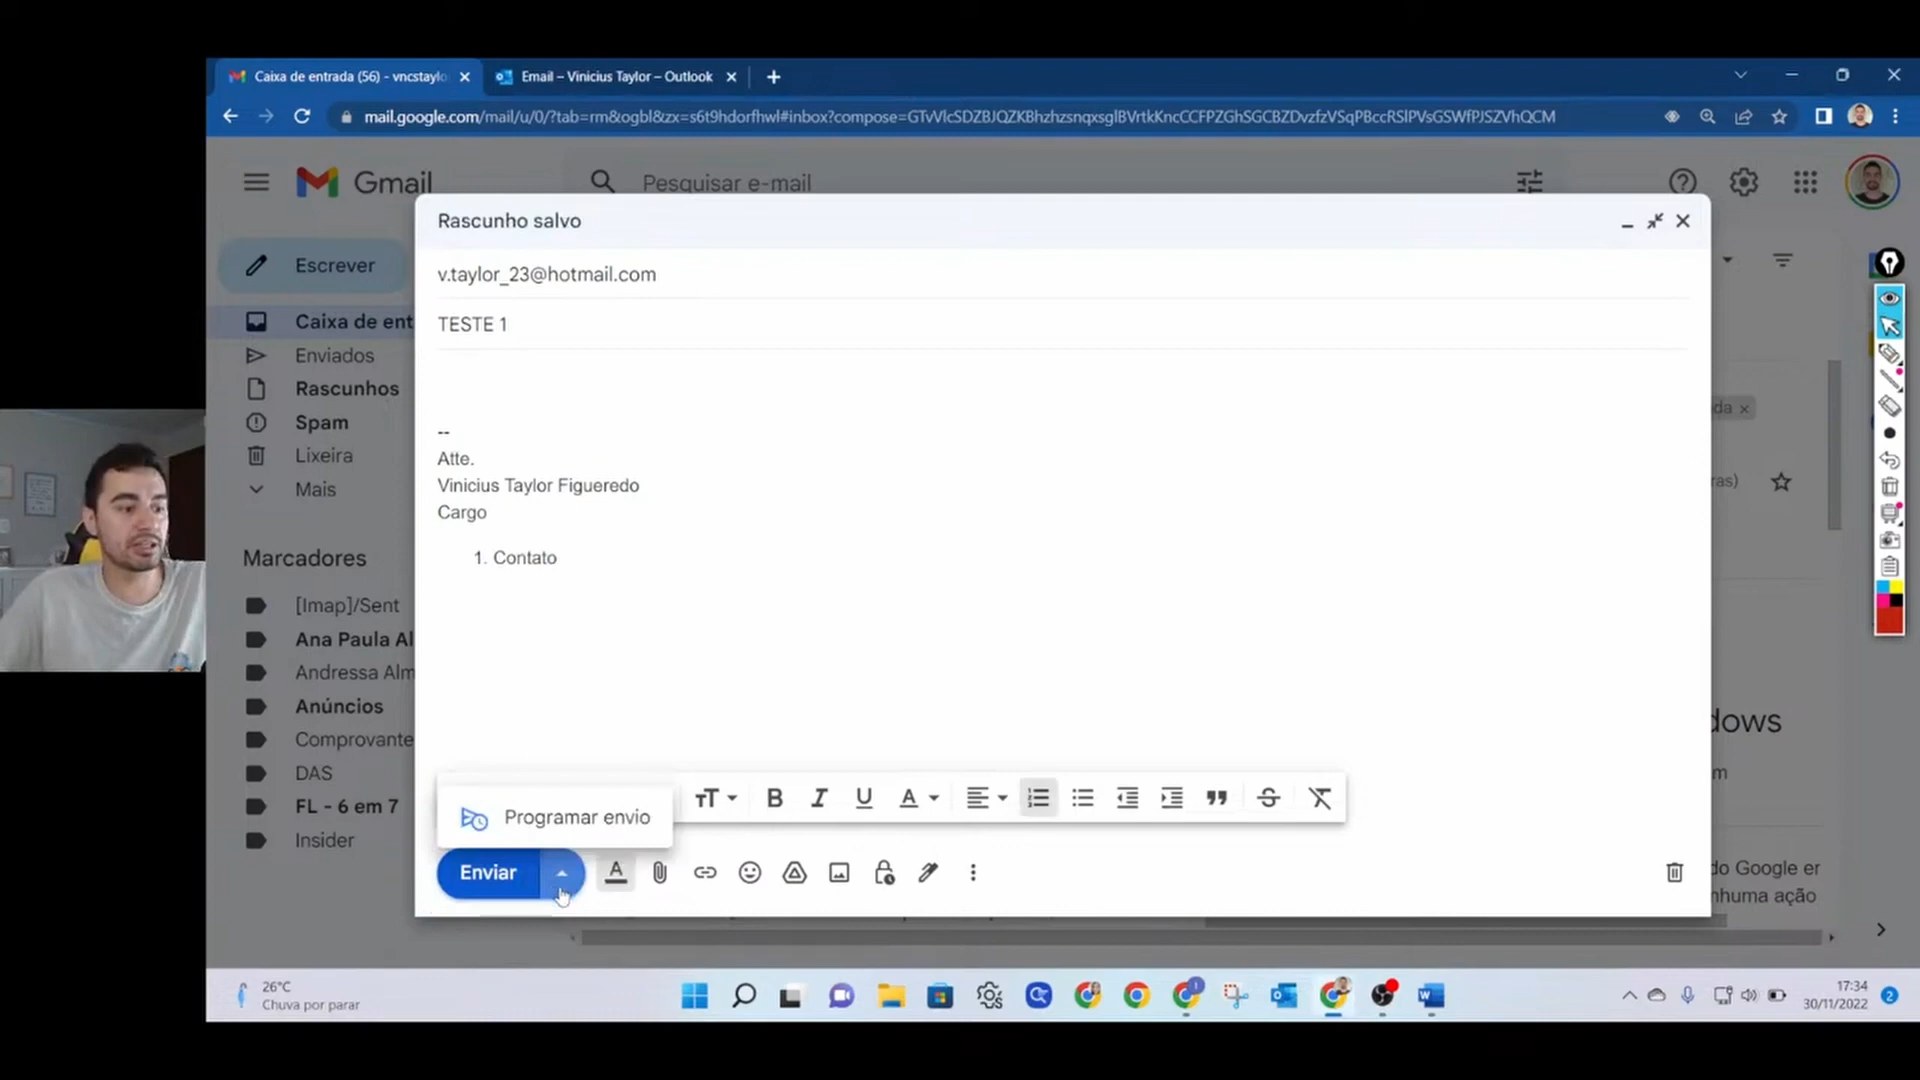 Caixa de entrada (56) - vncstaylo
Email – Vinicius Taylor – Outlook
mail.google.com/mail/u/0/?tab=rm&ogbl&zx=s6t9hdorfhwl#inbox?compose=GTvVlcSDZBJQZKBhzhzsnqxsglBVrtkKncCCFPZGhSGCBZDvzfzVSqPBccRSlPVsGSWfPJSZVhQCM
Gmail
Pesquisar e-mail
Escrever
Caixa de ent
Enviados
Rascunhos
Spam
Lixeira
Mais
Marcadores
[Imap]/Sent
Ana Paula Al
Andressa Alm
Anúncios
Comprovante
DAS
FL - 6 em 7
Insider
Rascunho salvo
v.taylor_23@hotmail.com
TESTE 1
--
Atte.
Vinicius Taylor Figueredo
Cargo
1. Contato
Programar envio
Enviar
da
ras)
dows
m
do Google er
nhuma ação
26°C
Chuva por parar
17:34
30/11/2022
2